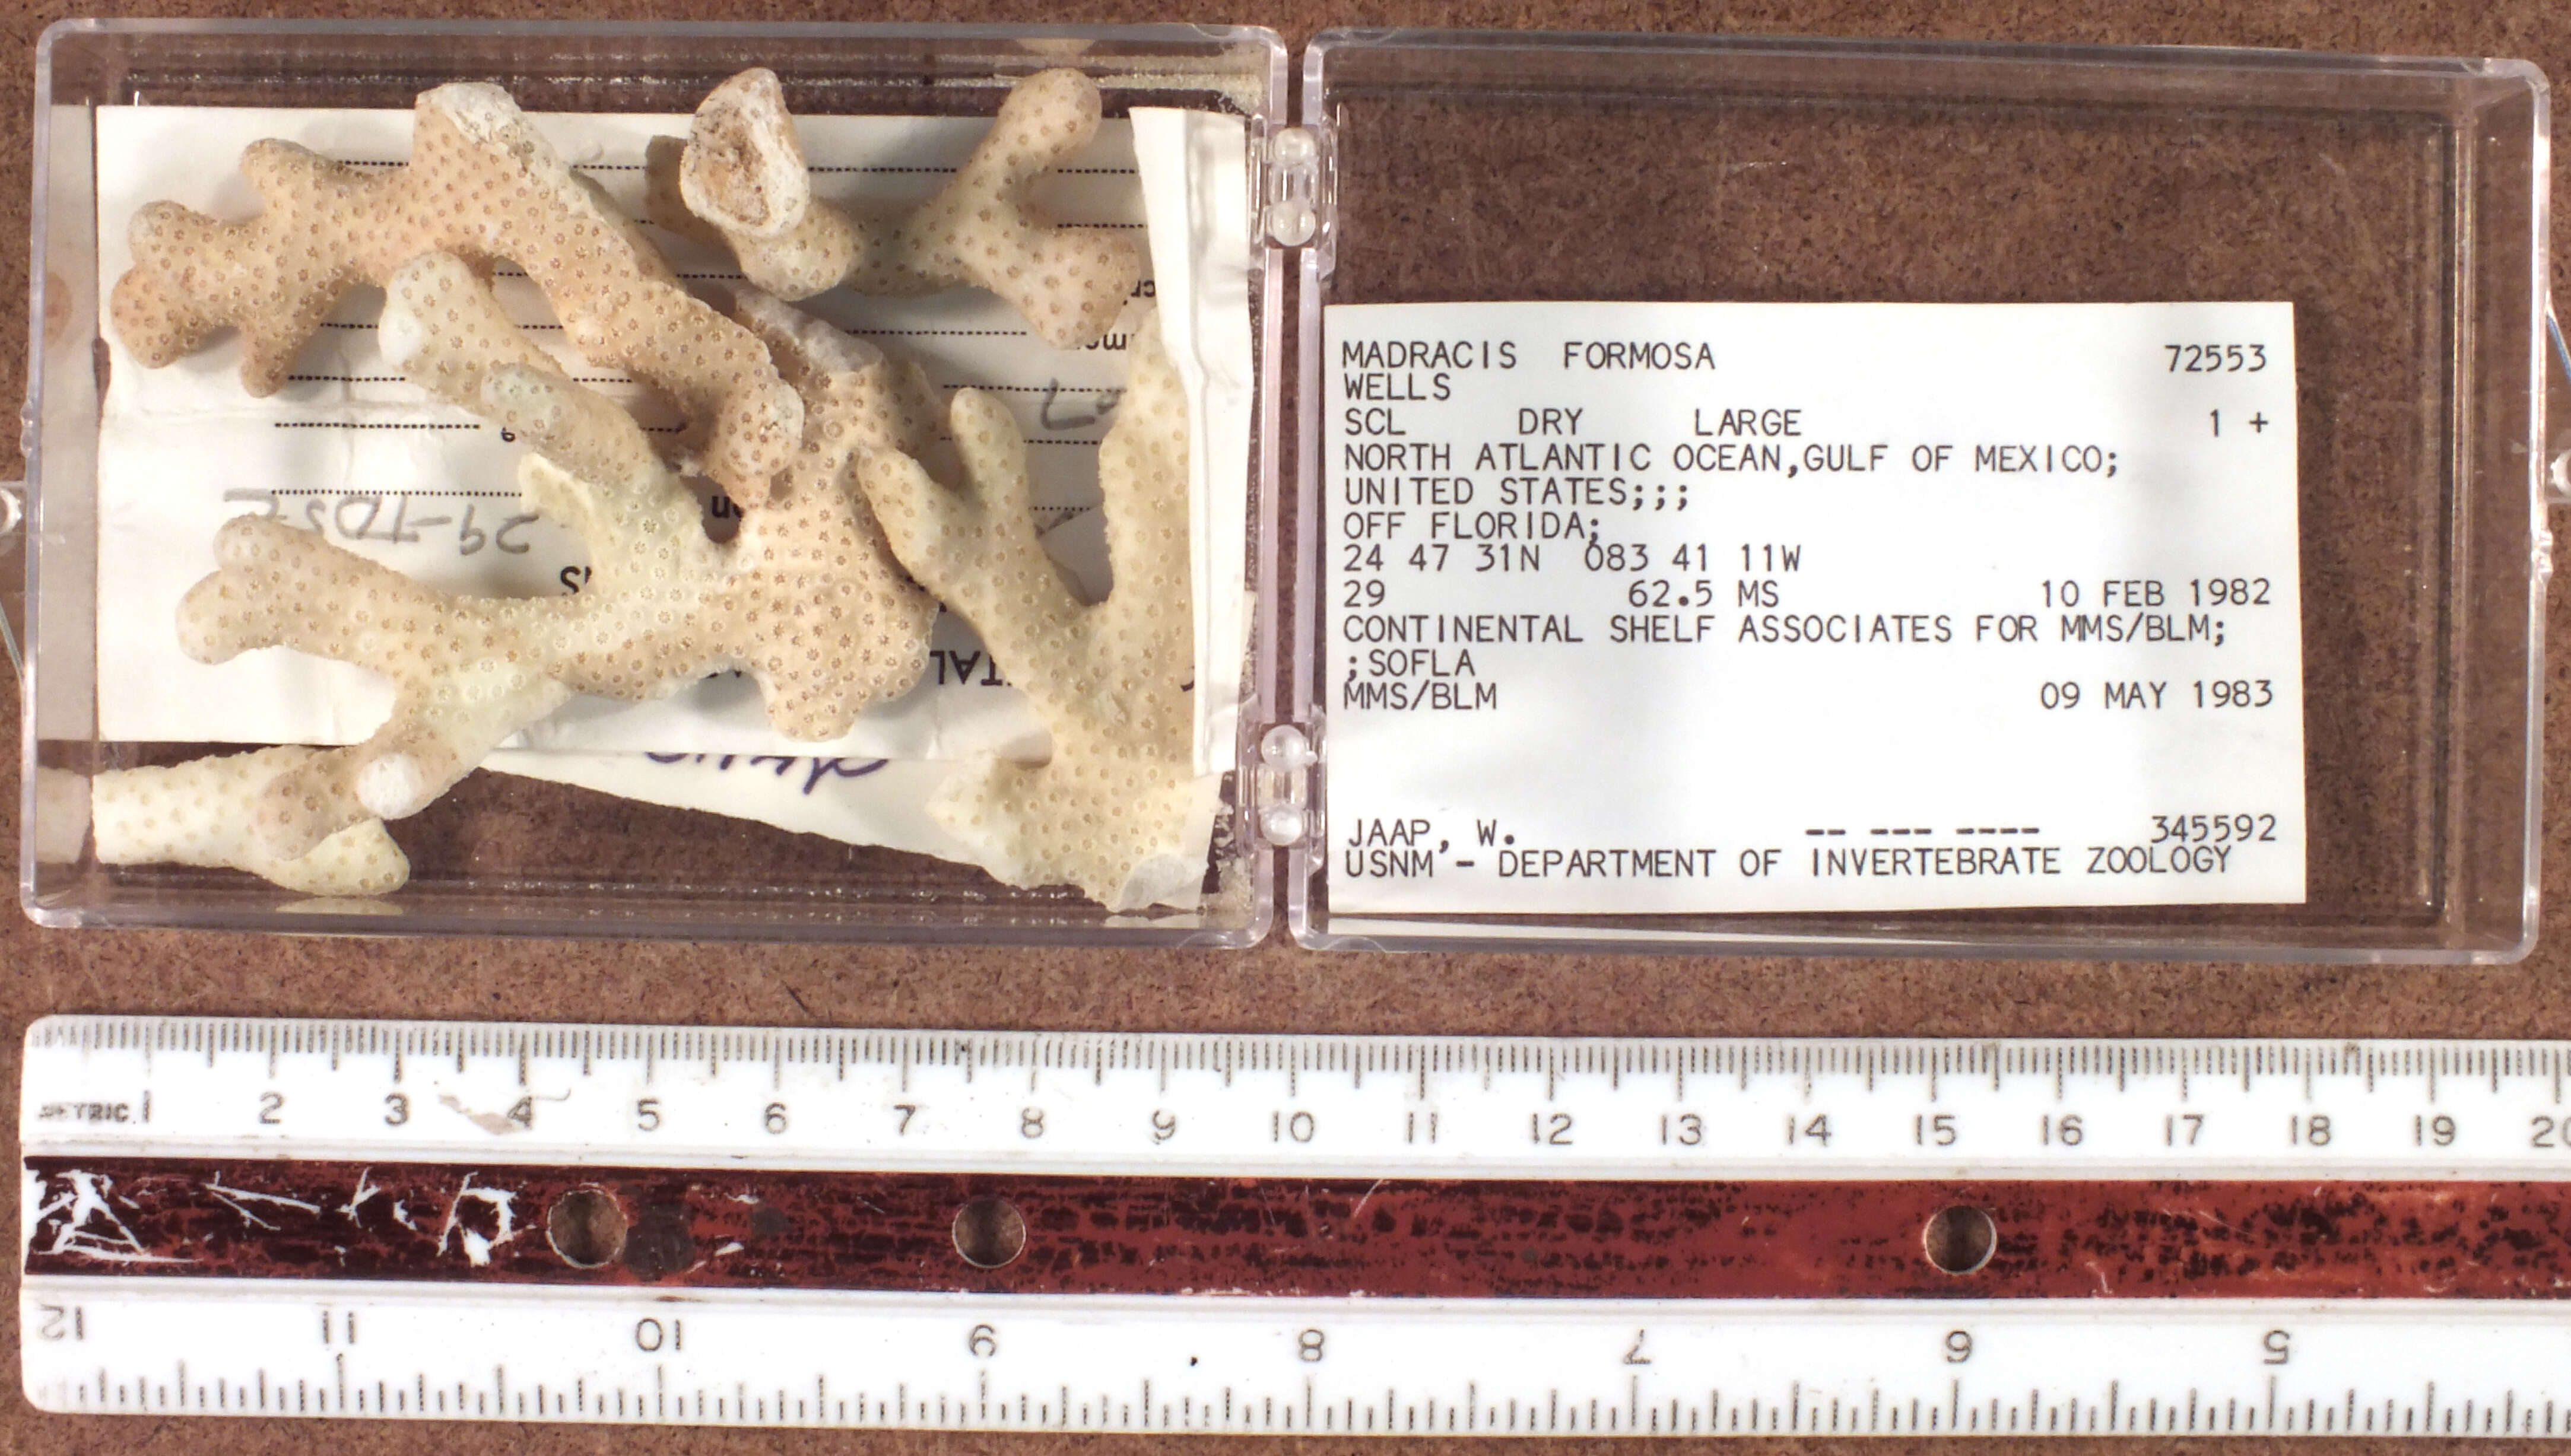 MADRACIS FORMOSA 72553
WELLS
SCL DRY LARGE 1 +
NORTH ATLANTIC OCEAN,GULF OF MEXICO;
UNITED STATES;;;
OFF FLORIDA;
24 47 31N 083 41 11W
29 62.5 MS 10 FEB 1982
CONTINENTAL SHELF ASSOCIATES FOR MMS/BLM;
;SOFLA
MMS/BLM 09 MAY 1983
JAAP, W. -- --- ---- 345592
USNM - DEPARTMENT OF INVERTEBRATE ZOOLOGY
METRIC 1 2 3 4 5 6 7 8 9 10 11 12 13 14 15 16 17 18 19 20
12 11 10 9 8 7 6 5